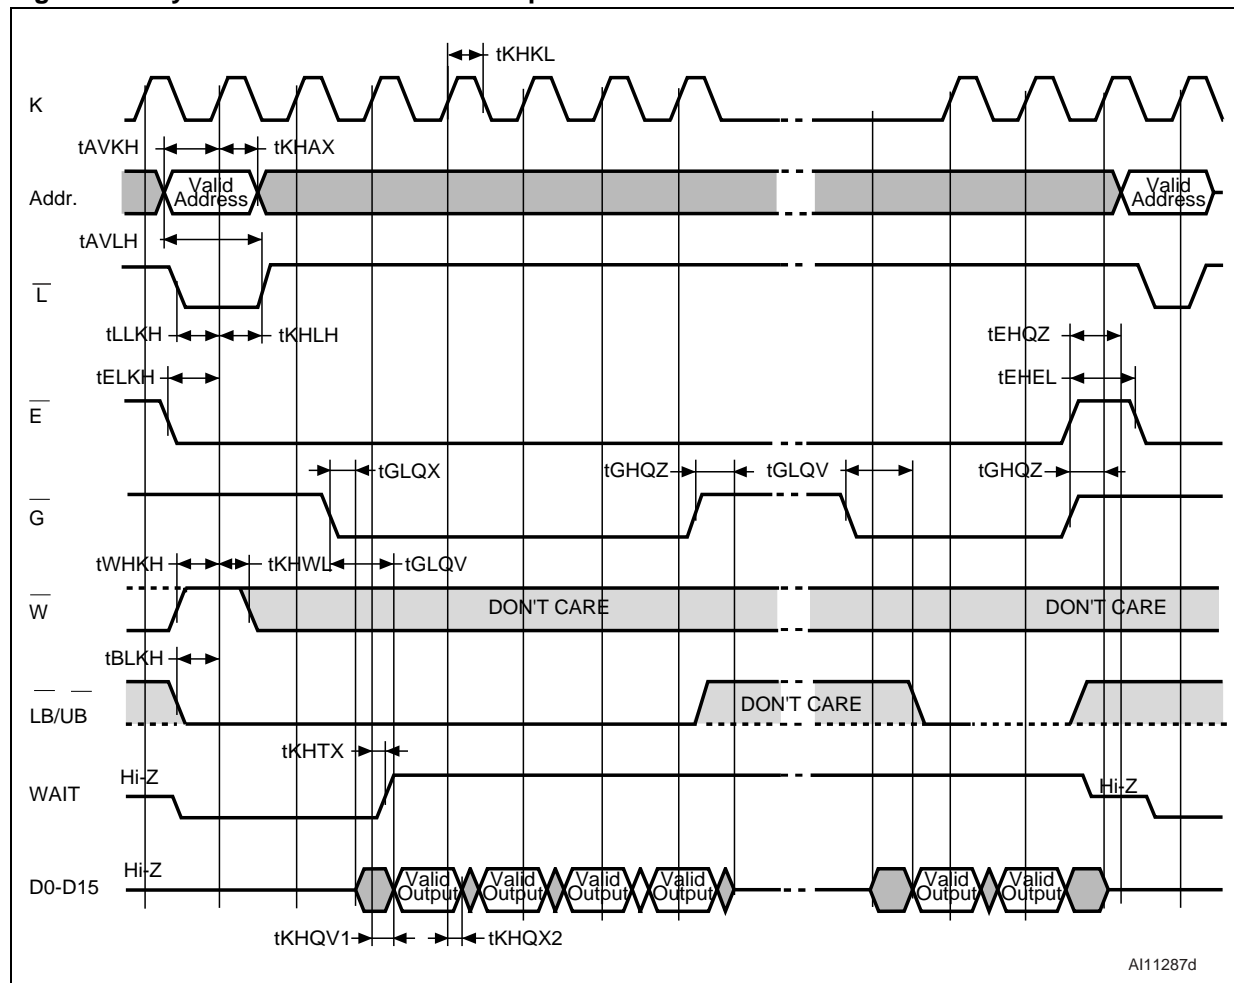 tKHKL
K
tAVKH tKHAX
Addr. Valid Address Valid Address
tAVLH
L
tLLKH tKHLH tEHQZ
tELKH tEHEL
E
tGLQX tGHQZ tGLQV tGHQZ
G
tWHKH tKHWL tGLQV
W DON'T CARE DON'T CARE
tBLKH
LB/UB DON'T CARE
tKHTX
Hi-Z Hi-Z
WAIT
Hi-Z
D0-D15 Valid Output Valid Output Valid Output Valid Output Valid Output Valid Output
tKHQV1 tKHQX2
AI11287d